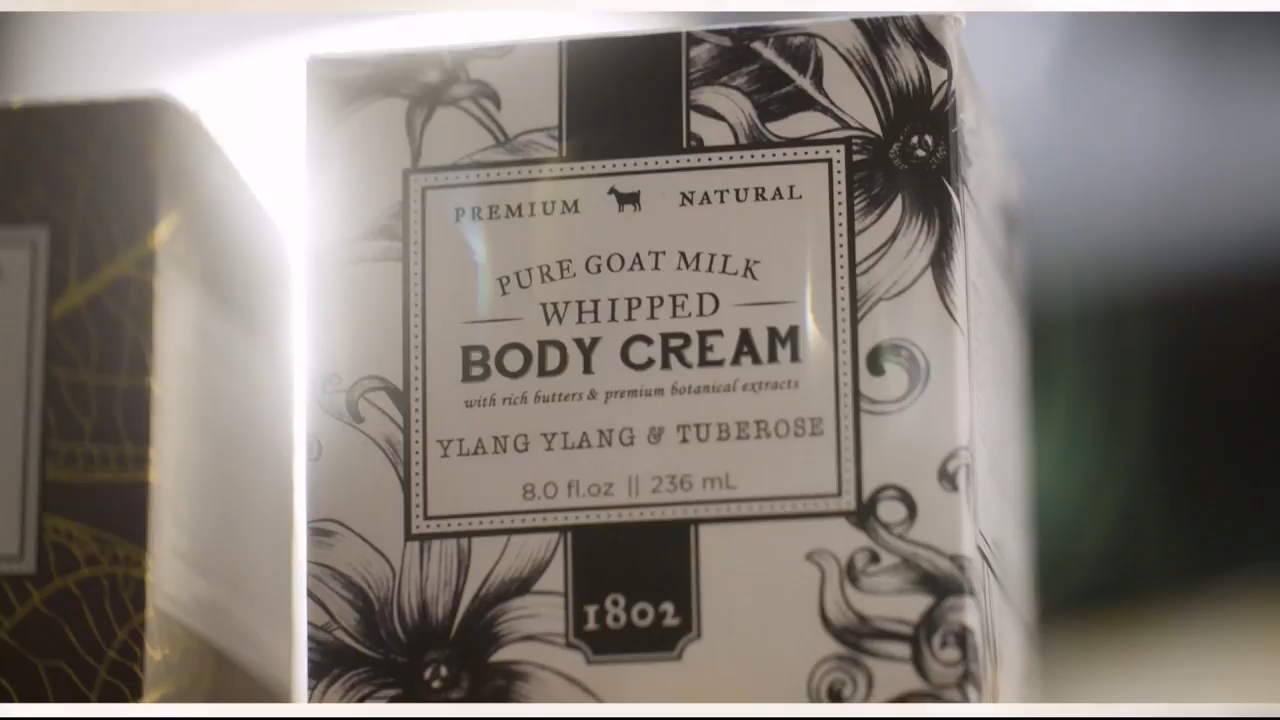 PREMIUM NATURAL
PURE GOAT MILK
WHIPPED
BODY CREAM
with rich butters & premium botanical extracts
YLANG YLANG & TUBEROSE
8.0 fl.oz || 236 mL
1802